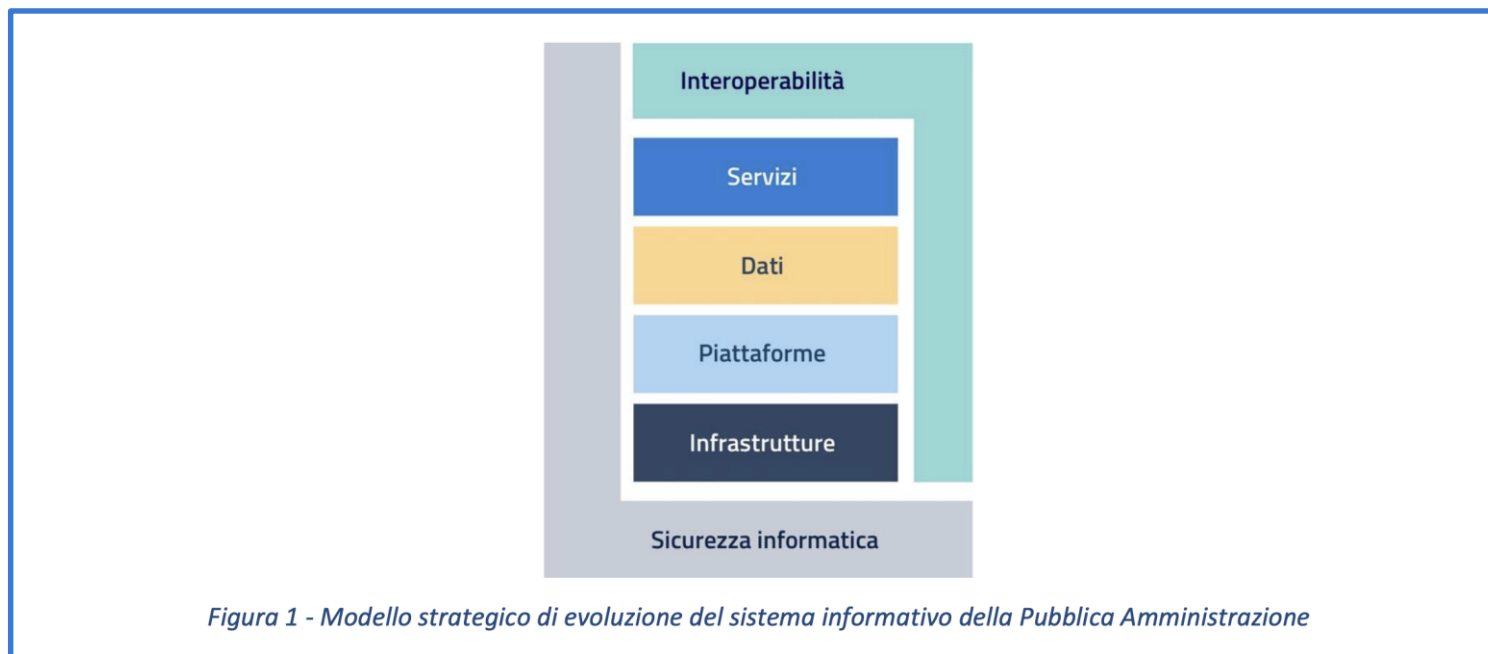 Interoperabilità
Servizi
Dati
Piattaforme
Infrastrutture
Sicurezza informatica
Figura 1 - Modello strategico di evoluzione del sistema informativo della Pubblica Amministrazione